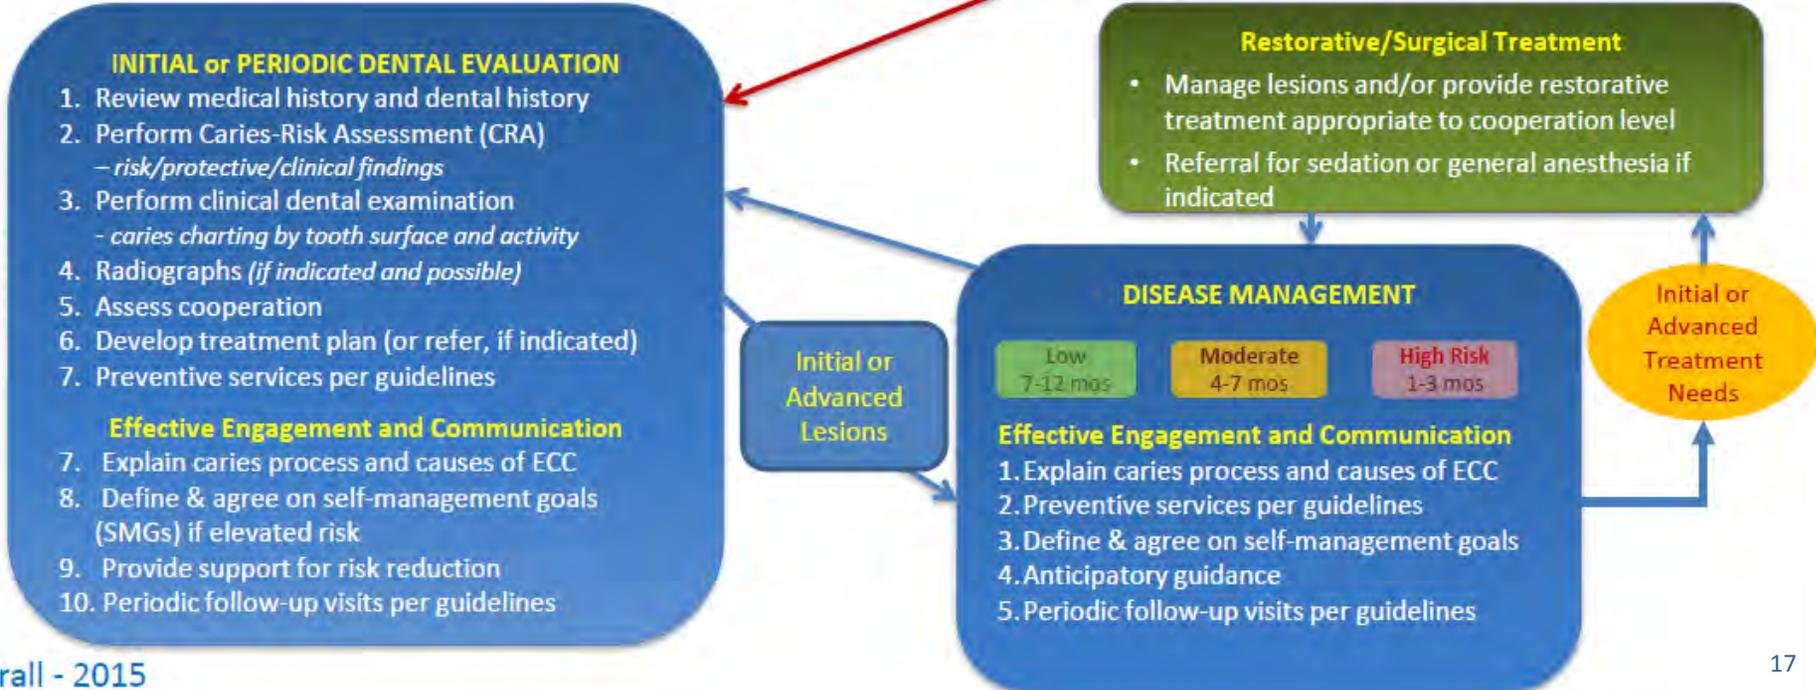 INITIAL or PERIODIC DENTAL EVALUATION
1. Review medical history and dental history
2. Perform Caries-Risk Assessment (CRA)
– risk/protective/clinical findings
3. Perform clinical dental examination
- caries charting by tooth surface and activity
4. Radiographs (if indicated and possible)
5. Assess cooperation
6. Develop treatment plan (or refer, if indicated)
7. Preventive services per guidelines
Effective Engagement and Communication
7. Explain caries process and causes of ECC
8. Define & agree on self-management goals
(SMGs) if elevated risk
9. Provide support for risk reduction
10. Periodic follow-up visits per guidelines
Initial or
Advanced
Lesions
Restorative/Surgical Treatment
• Manage lesions and/or provide restorative
treatment appropriate to cooperation level
• Referral for sedation or general anesthesia if
indicated
DISEASE MANAGEMENT
Low
7-12 mos
Moderate
4-7 mos
High Risk
1-3 mos
Effective Engagement and Communication
1.Explain caries process and causes of ECC
2.Preventive services per guidelines
3.Define & agree on self-management goals
4.Anticipatory guidance
5.Periodic follow-up visits per guidelines
Initial or
Advanced
Treatment
Needs
rall - 2015
17